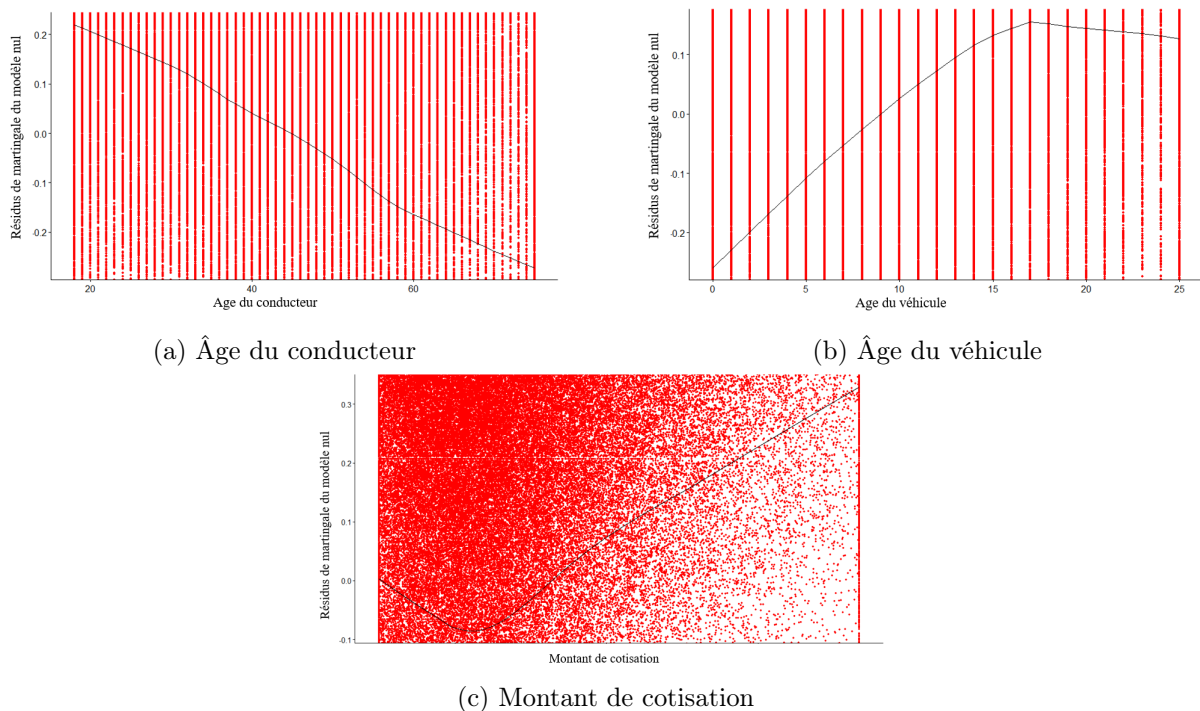 Résidus de martingale du modèle nul
0.2
0.1
0.0
-0.1
-0.2
20
40
60
Age du conducteur
(a) Âge du conducteur
Résidus de martingale du modèle nul
0.1
0.0
-0.1
-0.2
0
5
10
15
20
25
Age du véhicule
(b) Âge du véhicule
Résidus de martingale du modèle nul
0.3
0.2
0.1
0.0
-0.1
Montant de cotisation
(c) Montant de cotisation